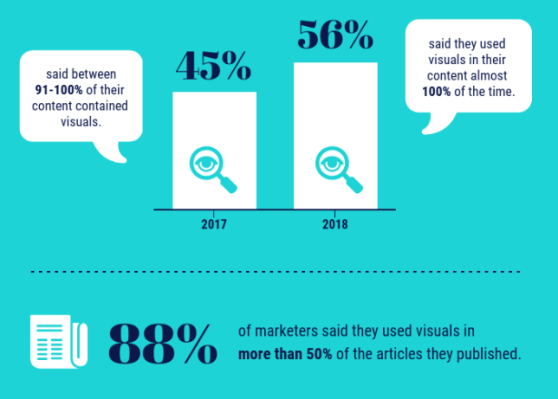 56%
45%
said between
91-100% of their
content contained
visuals.
said they used
visuals in their
content almost
100% of the time.
2017
2018
88%
of marketers said they used visuals in
more than 50% of the articles they published.